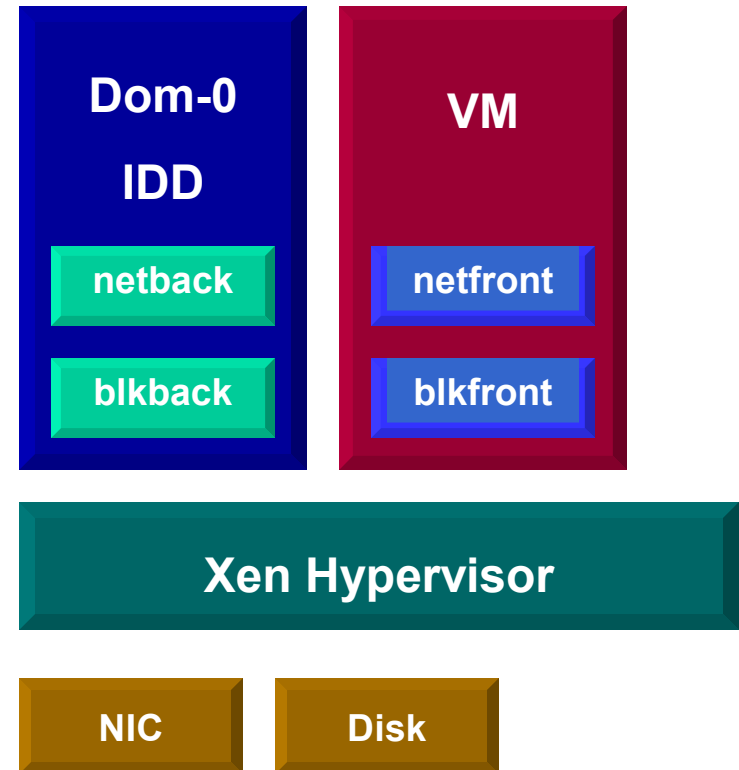 Dom-0
IDD
netback
blkback
VM
netfront
blkfront
Xen Hypervisor
NIC
Disk